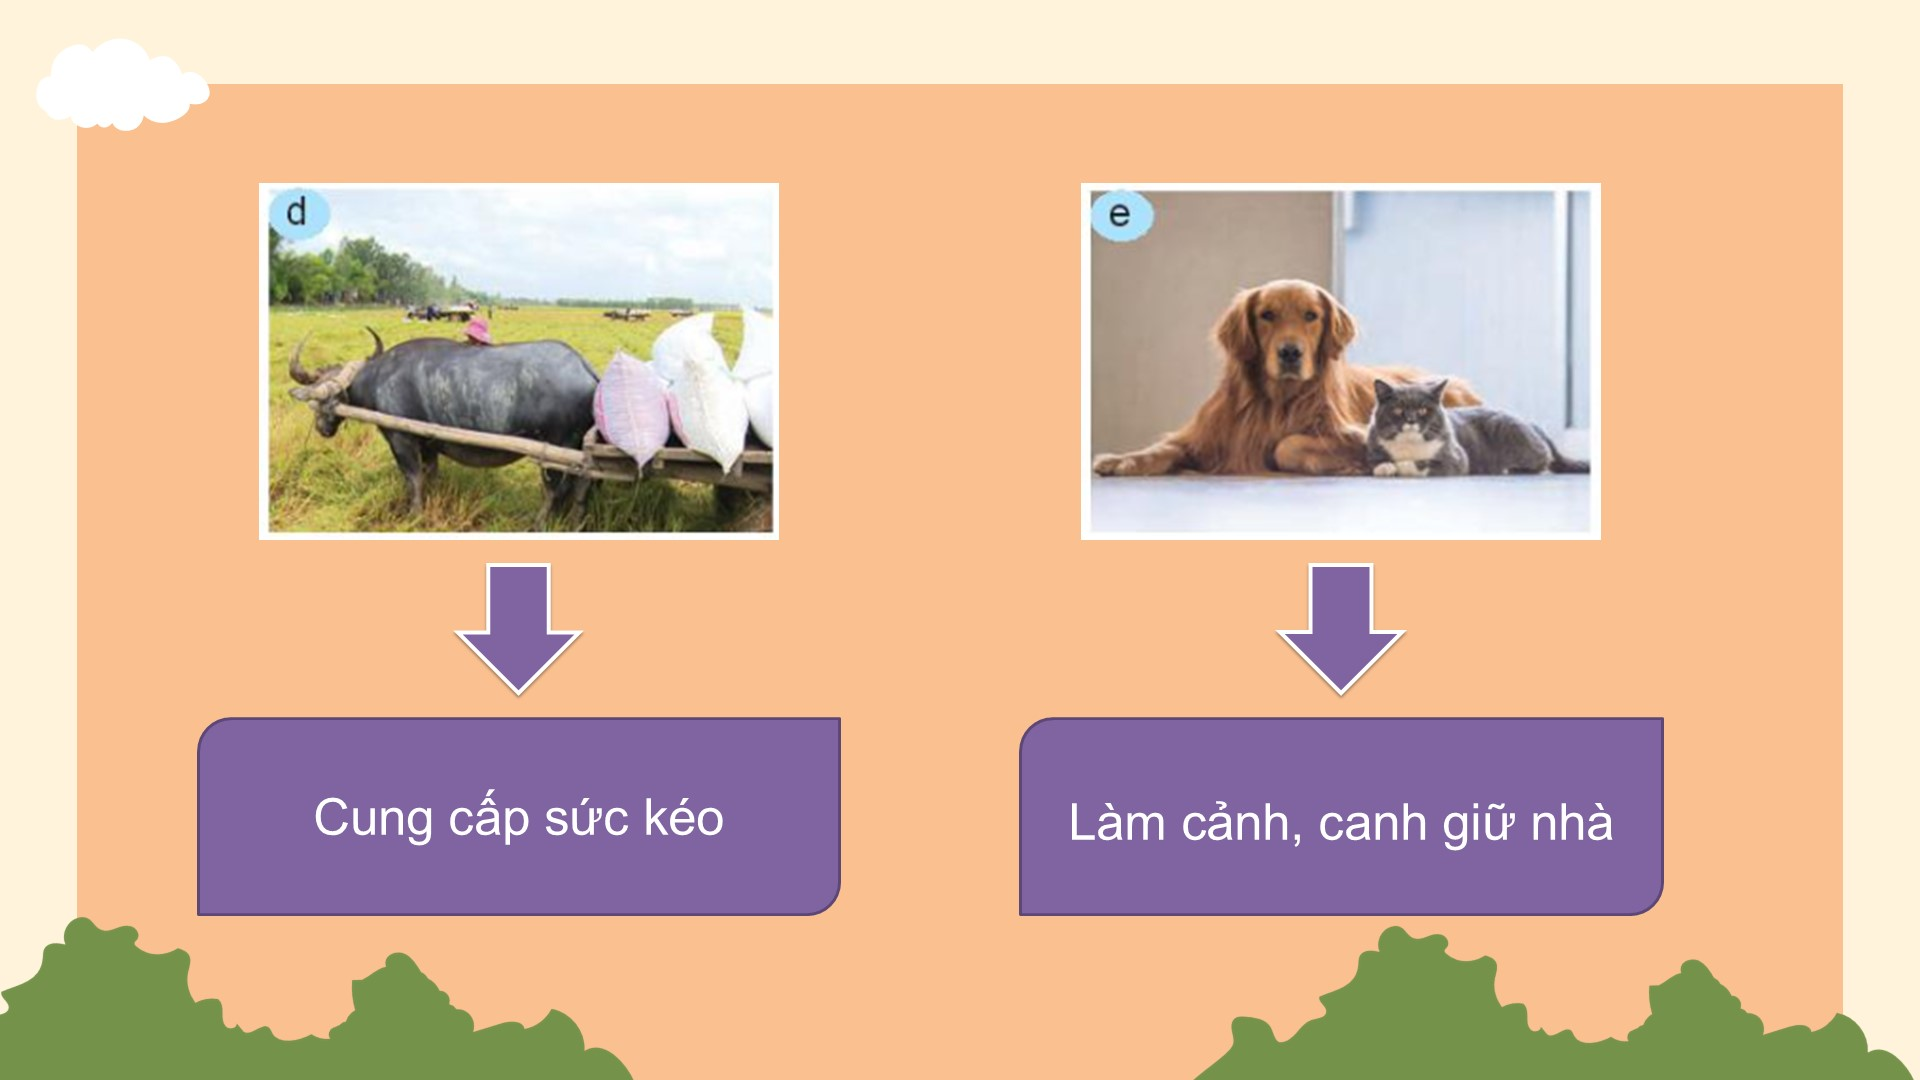 d
e
Cung cấp sức kéo
Làm cảnh, canh giữ nhà